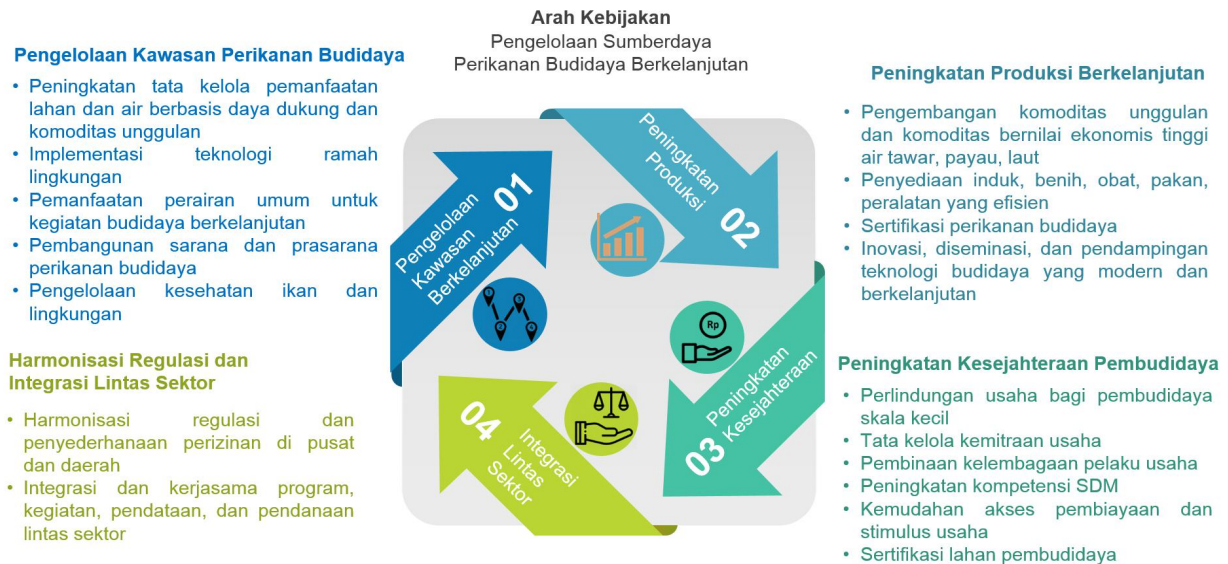 Arah Kebijakan
Pengelolaan Sumberdaya
Perikanan Budidaya Berkelanjutan
Pengelolaan Kawasan Perikanan Budidaya
• Peningkatan tata kelola pemanfaatan
lahan dan air berbasis daya dukung dan
komoditas unggulan
• Implementasi teknologi ramah
lingkungan
• Pemanfaatan perairan umum untuk
kegiatan budidaya berkelanjutan
• Pembangunan sarana dan prasarana
perikanan budidaya
• Pengelolaan kesehatan ikan dan
lingkungan
01
Pengelolaan
Kawasan
Berkelanjutan
Peningkatan
Produksi
02
Peningkatan Produksi Berkelanjutan
• Pengembangan komoditas unggulan
dan komoditas bernilai ekonomis tinggi
air tawar, payau, laut
• Penyediaan induk, benih, obat, pakan,
peralatan yang efisien
• Sertifikasi perikanan budidaya
• Inovasi, diseminasi, dan pendampingan
teknologi budidaya yang modern dan
berkelanjutan
1
2
3
4
Rp
Harmonisasi Regulasi dan
Integrasi Lintas Sektor
• Harmonisasi regulasi dan
penyederhanaan perizinan di pusat
dan daerah
• Integrasi dan kerjasama program,
kegiatan, pendataan, dan pendanaan
lintas sektor
04
Integrasi
Lintas
Sektor
Peningkatan
Kesejahteraan
03
Peningkatan Kesejahteraan Pembudidaya
• Perlindungan usaha bagi pembudidaya
skala kecil
• Tata kelola kemitraan usaha
• Pembinaan kelembagaan pelaku usaha
• Peningkatan kompetensi SDM
• Kemudahan akses pembiayaan dan
stimulus usaha
• Sertifikasi lahan pembudidaya